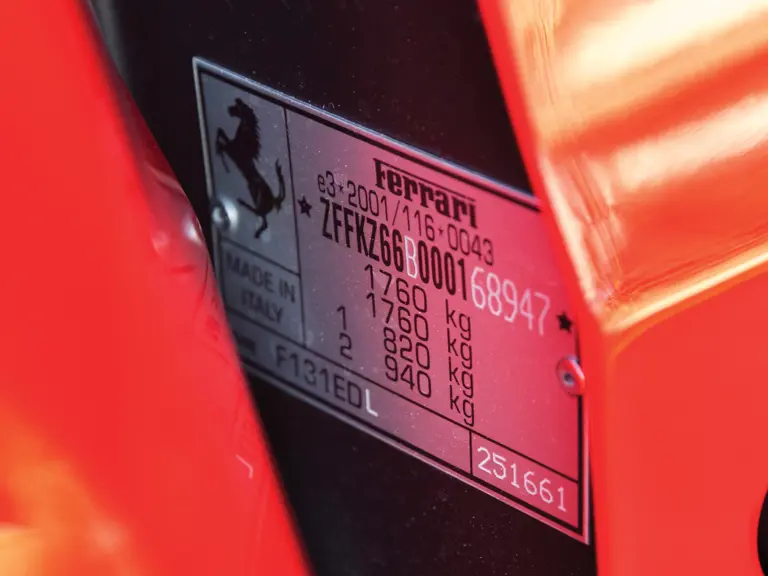 Ferrari
e3*2001/116*0043
★ZFFKZ66B000168947★
1760 kg
1 1760 kg
2 820 kg
940 kg
MADE IN
ITALY
F131EDL
251661